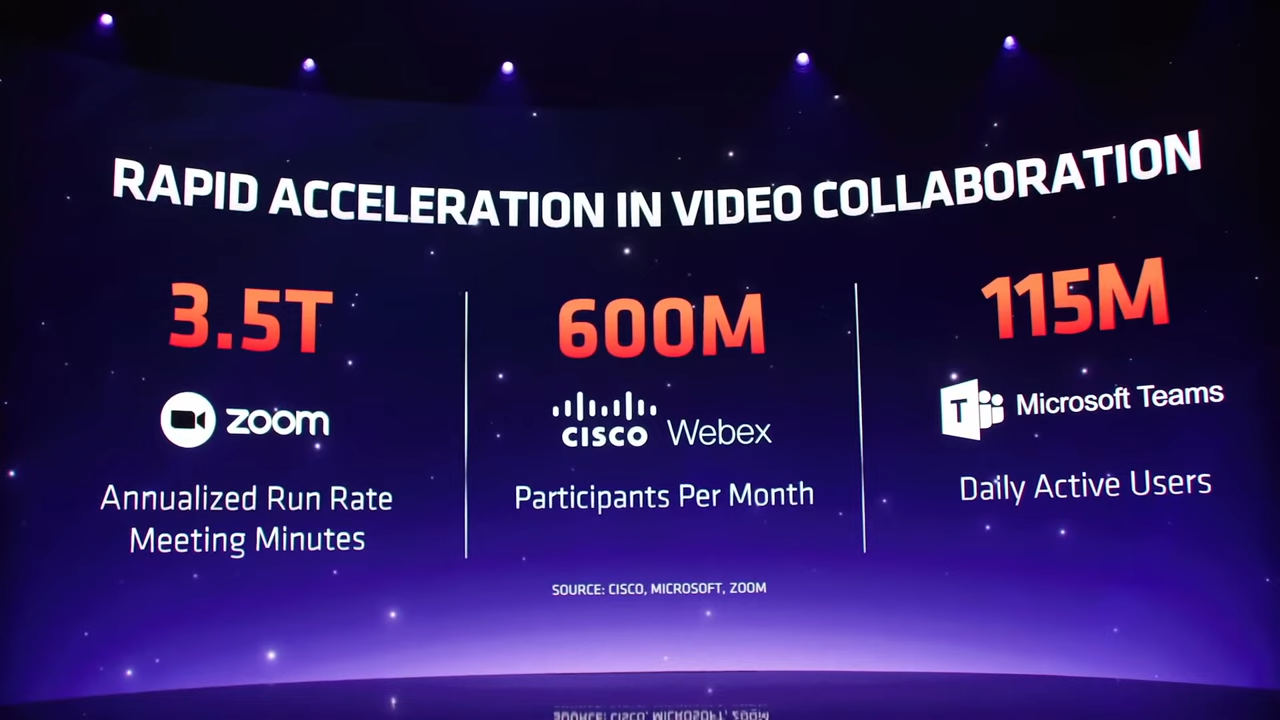 RAPID ACCELERATION IN VIDEO COLLABORATION
3.5T
zoom
Annualized Run Rate
Meeting Minutes
600M
CISCO Webex
Participants Per Month
115M
T Microsoft Teams
Daily Active Users
SOURCE: CISCO, MICROSOFT, ZOOM